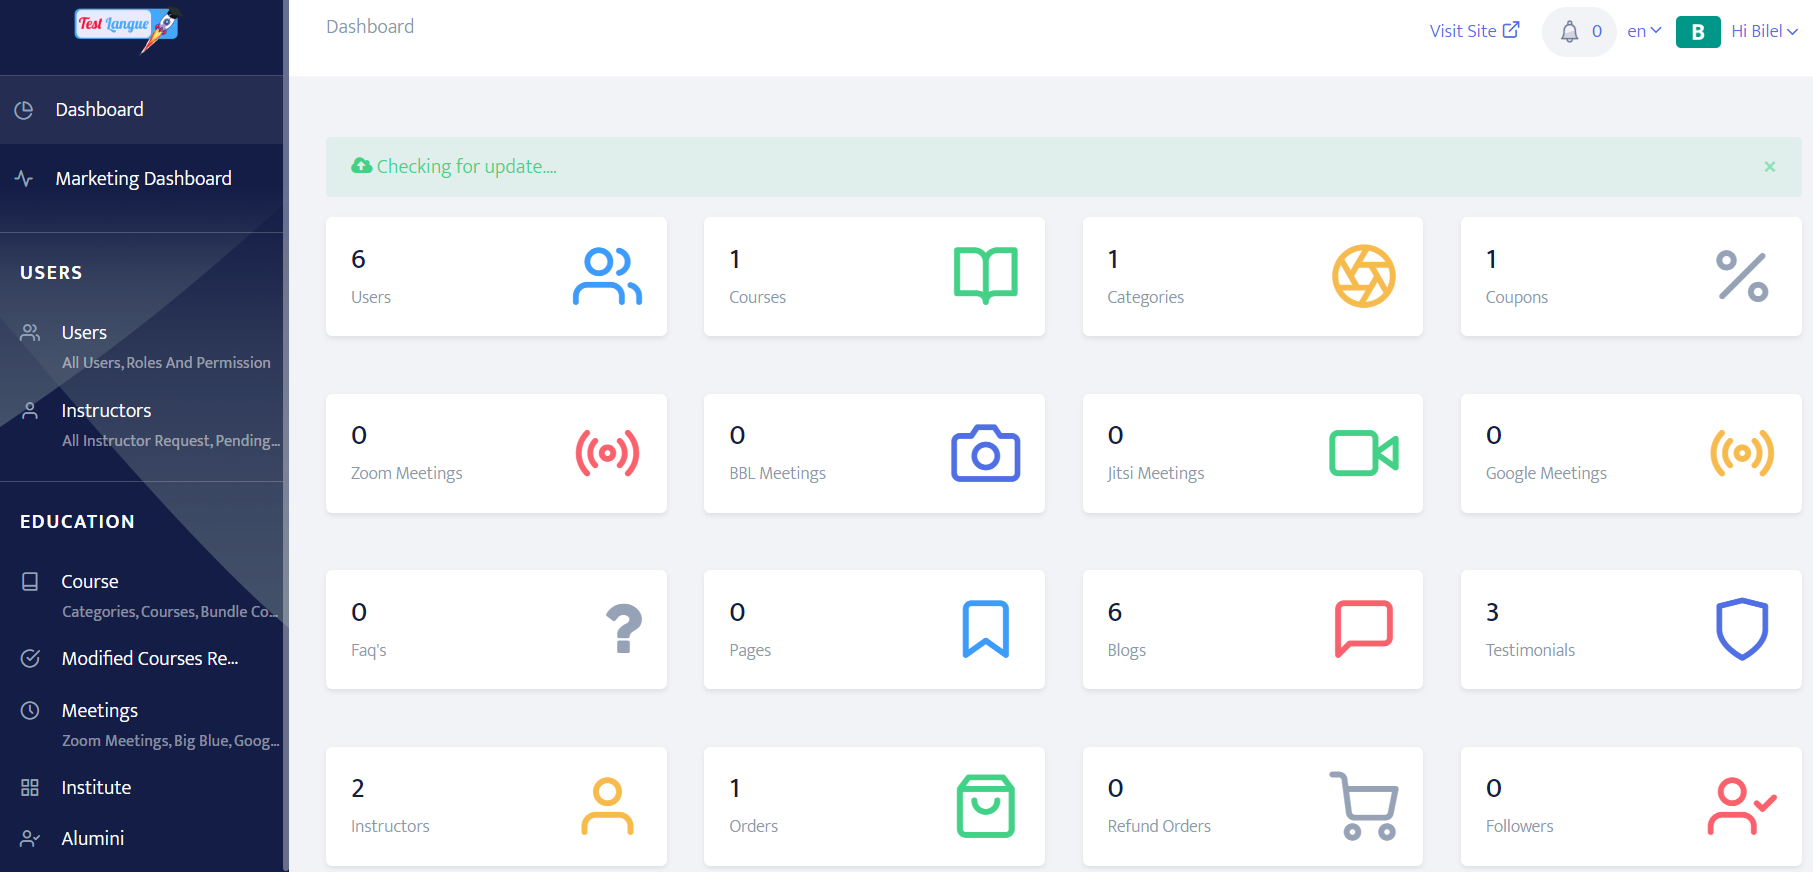 Test Langue
Dashboard
Visit Site
0
en
B
Hi Bilel
Dashboard
Marketing Dashboard
USERS
Users
All Users, Roles And Permission
Instructors
All Instructor Request, Pending...
EDUCATION
Course
Categories, Courses, Bundle Co...
Modified Courses Re...
Meetings
Zoom Meetings, Big Blue, Goog...
Institute
Alumini
Checking for update....
×
6
Users
1
Courses
1
Categories
1
Coupons
0
Zoom Meetings
0
BBL Meetings
0
Jitsi Meetings
0
Google Meetings
0
Faq's
0
Pages
6
Blogs
3
Testimonials
2
Instructors
1
Orders
0
Refund Orders
0
Followers